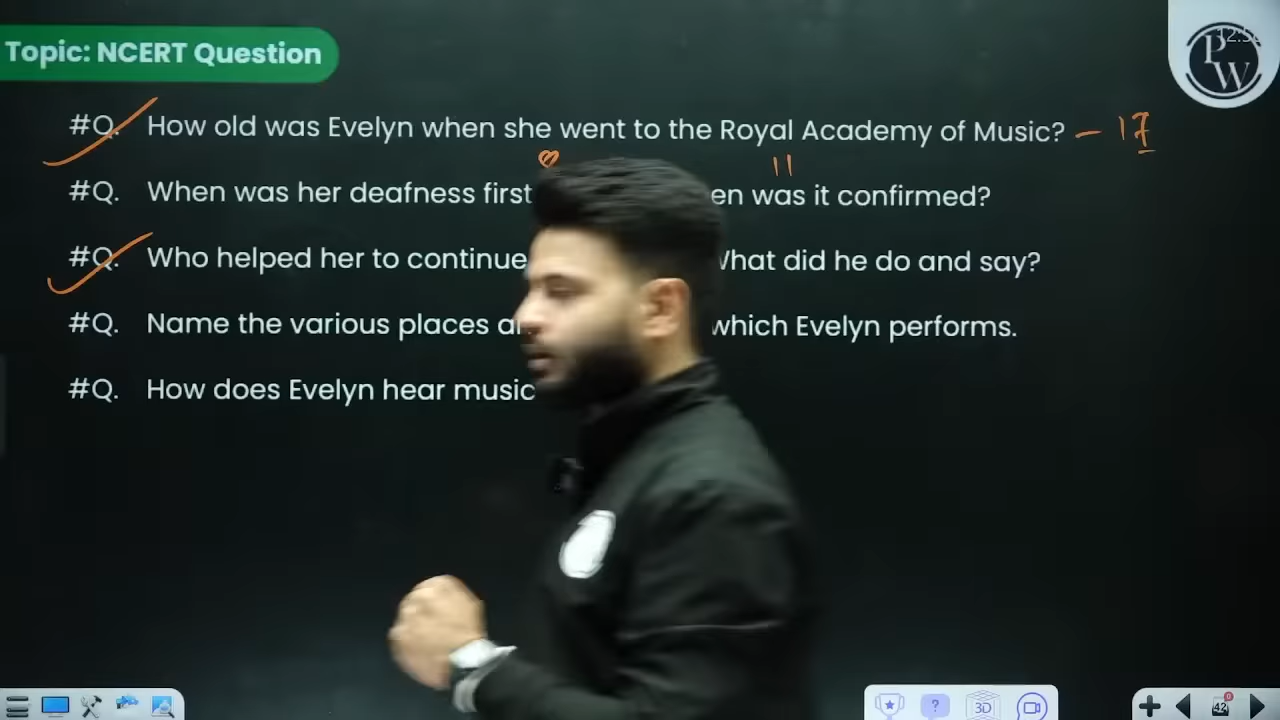 Topic: NCERT Question
PW
#Q. How old was Evelyn when she went to the Royal Academy of Music? - 17
11
#Q. When was her deafness first en was it confirmed?
#Q. Who helped her to continue What did he do and say?
#Q. Name the various places which Evelyn performs.
#Q. How does Evelyn hear music
? 3D 42